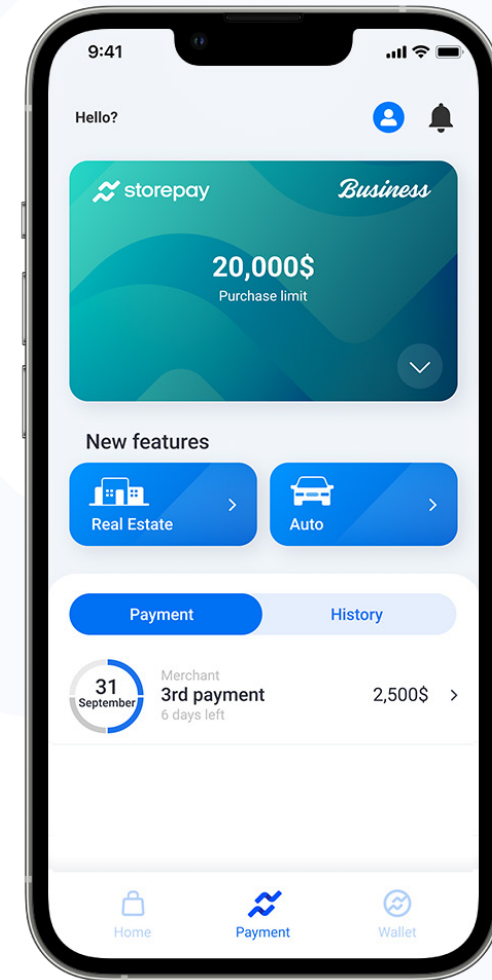 9:41
Hello?
storepay
Business
20,000$
Purchase limit
New features
Real Estate
Auto
Payment
History
31
September
Merchant
3rd payment
6 days left
2,500$
Home
Payment
Wallet